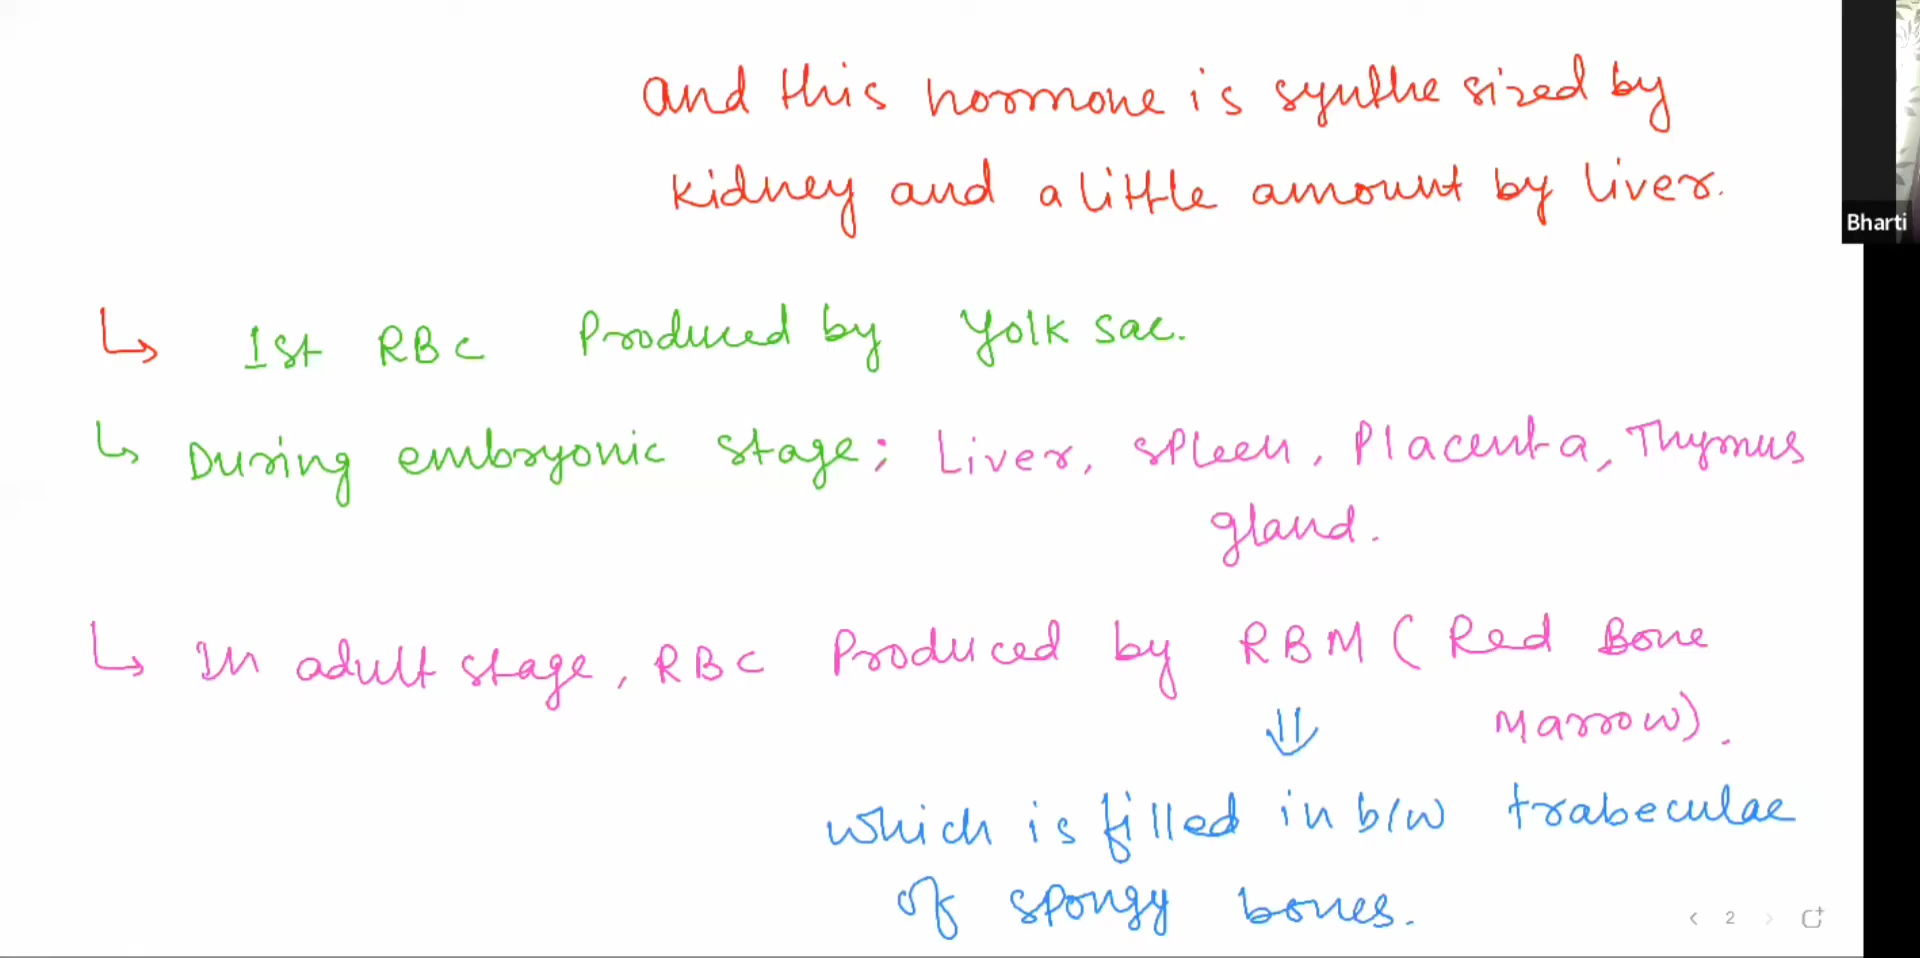 and this hormone is synthesized by
kidney and a little amount by liver.
Bharti
↳ 1st RBC Produced by Yolk sac.
↳ During embryonic stage; Liver, spleen, Placenta, Thymus
gland.
↳ In adult stage, RBC Produced by RBM (Red Bone
Marrow).
⇓
which is filled in b/w trabeculae
of spongy bones.
< 2 >